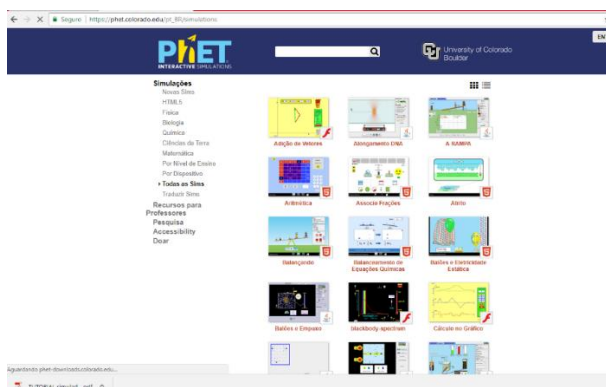 Seguro
https://phet.colorado.edu/pt_BR/simulations
EN
PhET
INTERACTIVE SIMULATIONS
University of Colorado
Boulder
Simulações
Novas Sims
HTML5
Física
Biologia
Química
Ciências da Terra
Matemática
Por Nível de Ensino
Por Dispositivo
Todas as Sims
Traduzir Sims
Recursos para
Professores
Pesquisa
Accessibility
Doar
Adição de Vetores
Alongamento DNA
A RAMPA
Aritmética
Associe Frações
Atrito
Balançando
Balanceamento de
Equações Químicas
Balões e Eletricidade
Estática
Balões e Empuxo
blackbody-spectrum
Cálculo no Gráfico
Aguardando phet-downloads.colorado.edu...